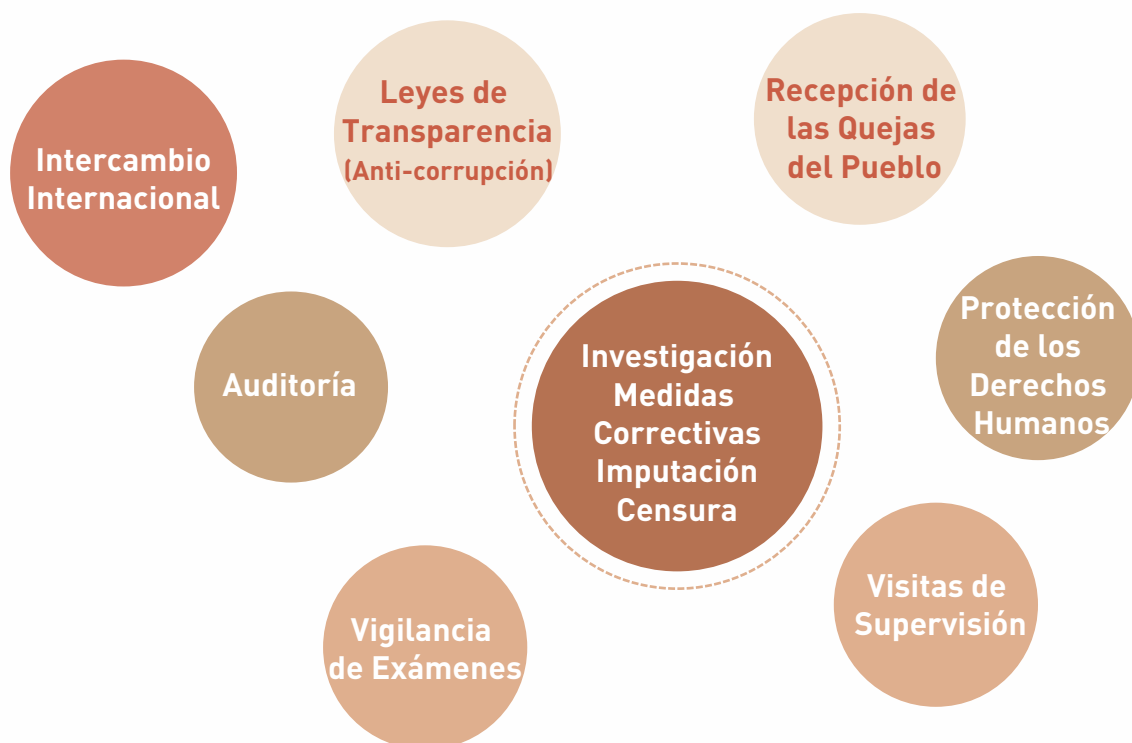 Intercambio
Internacional
Leyes de
Transparencia
(Anti-corrupción)
Recepción de
las Quejas
del Pueblo
Auditoría
Investigación
Medidas
Correctivas
Imputación
Censura
Protección
de los
Derechos
Humanos
Vigilancia
de Exámenes
Visitas de
Supervisión